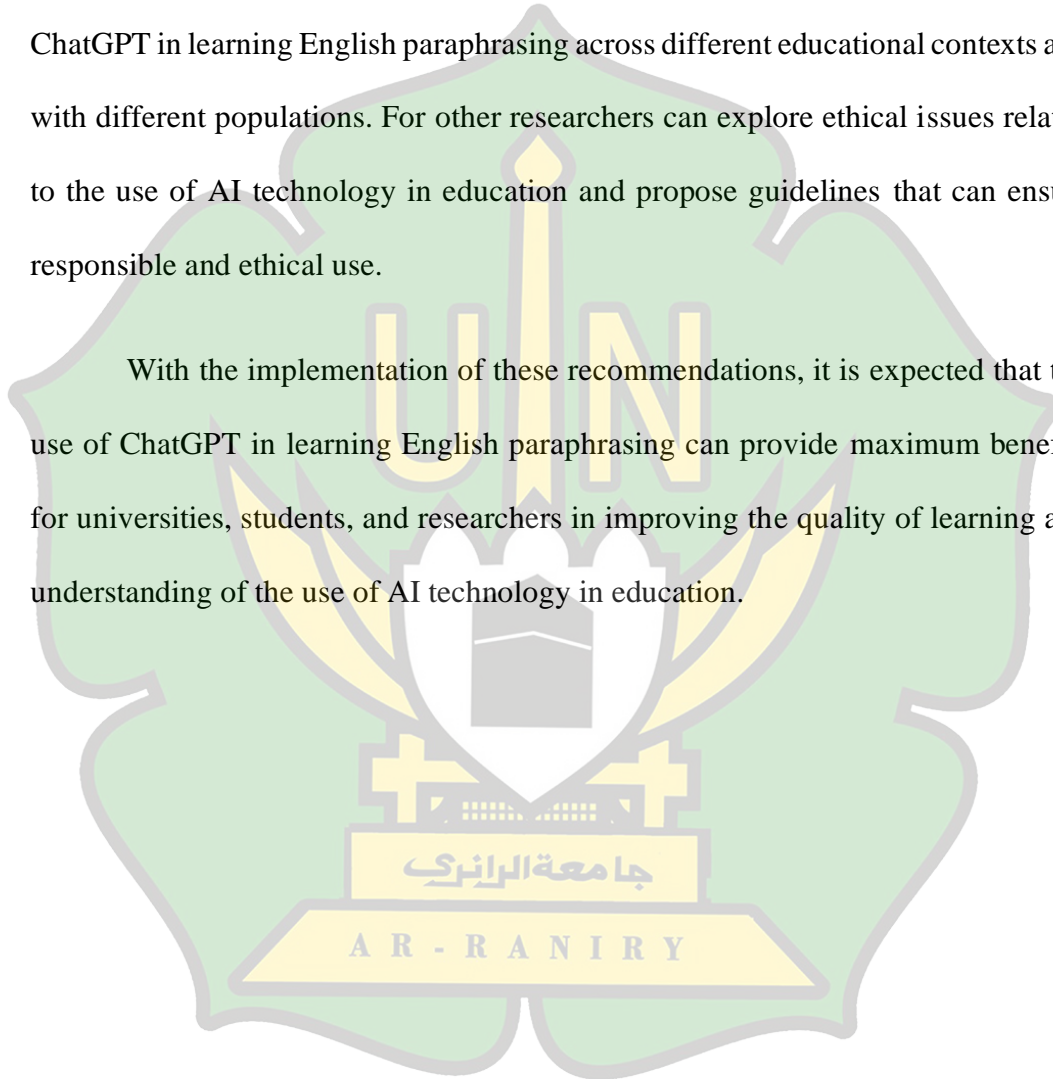 ChatGPT in learning English paraphrasing across different educational contexts a
with different populations. For other researchers can explore ethical issues rela
to the use of AI technology in education and propose guidelines that can ens
responsible and ethical use.
With the implementation of these recommendations, it is expected that t
use of ChatGPT in learning English paraphrasing can provide maximum bene
for universities, students, and researchers in improving the quality of learning a
understanding of the use of AI technology in education.
UIN
جامعةالرانري
AR-RANIRY